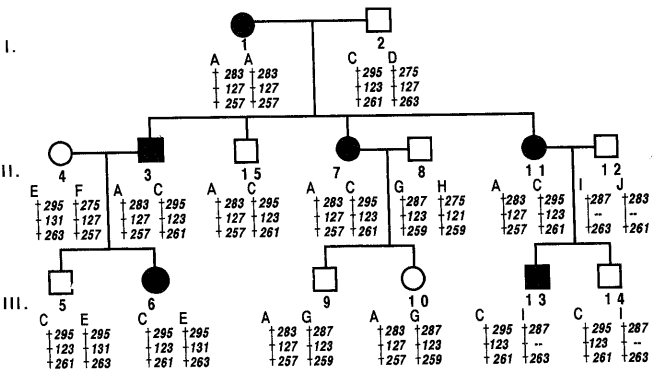 I.
1 2
A A C D
283 283 295 275
127 127 123 127
257 257 261 263
II.
4 3 15 7 8 11 12
E F A C A C A C G H A C I J
295 275 283 295 283 295 283 295 287 275 283 295 287 283
131 127 127 123 127 123 127 123 123 121 127 123 -- --
263 257 257 261 257 261 257 261 259 259 257 261 263 261
III.
5 6 9 10 13 14
C E C E A G A G C I C I
295 295 295 295 283 287 283 287 295 287 295 287
123 131 123 131 127 123 127 123 123 -- 123 --
261 263 261 263 257 259 257 259 261 263 261 263